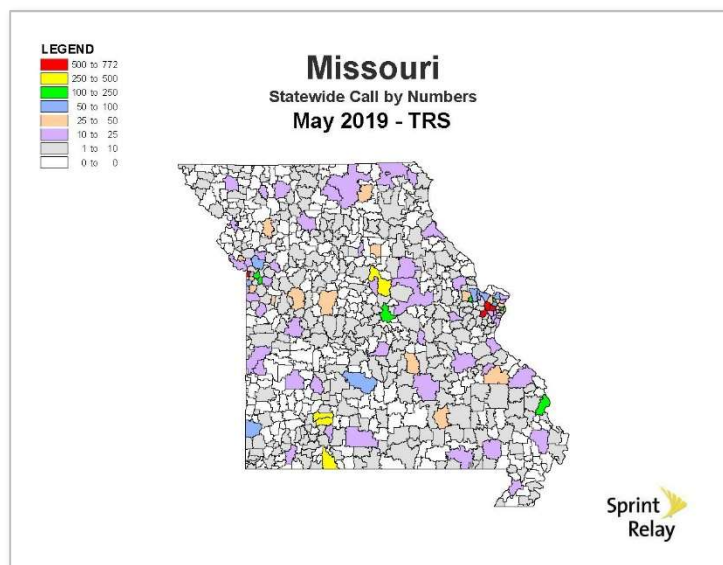 LEGEND
500 to 772
250 to 500
100 to 250
50 to 100
25 to 50
10 to 25
1 to 10
0 to 0
Missouri
Statewide Call by Numbers
May 2019 - TRS
Sprint
Relay